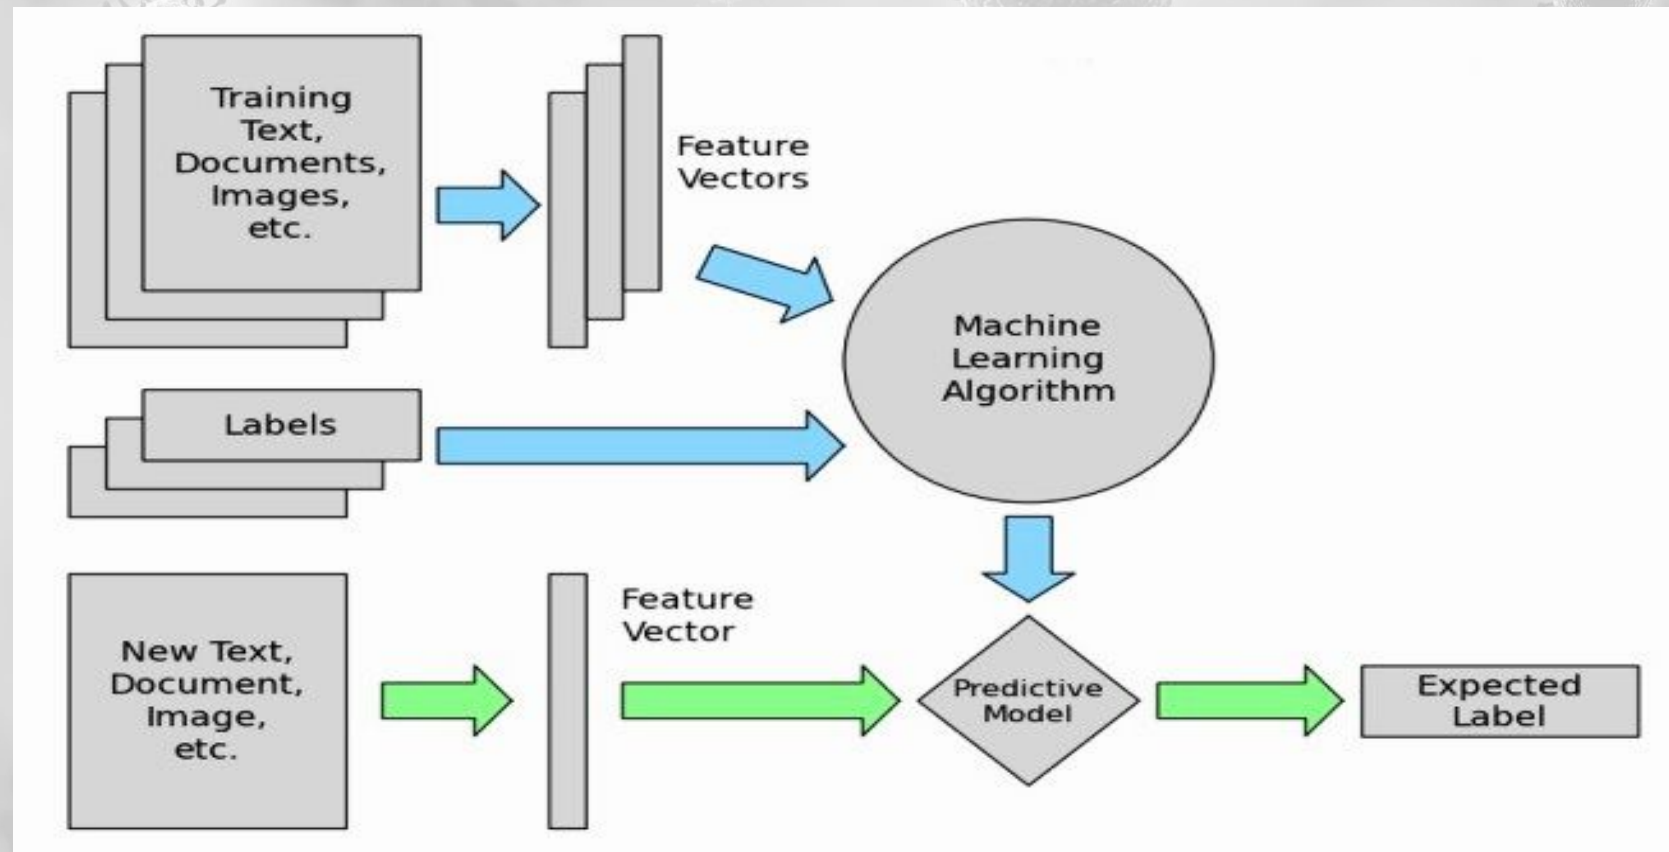 Training
Text,
Documents,
Images,
etc.
Feature
Vectors
Machine
Learning
Algorithm
Labels
New Text,
Document,
Image,
etc.
Feature
Vector
Predictive
Model
Expected
Label